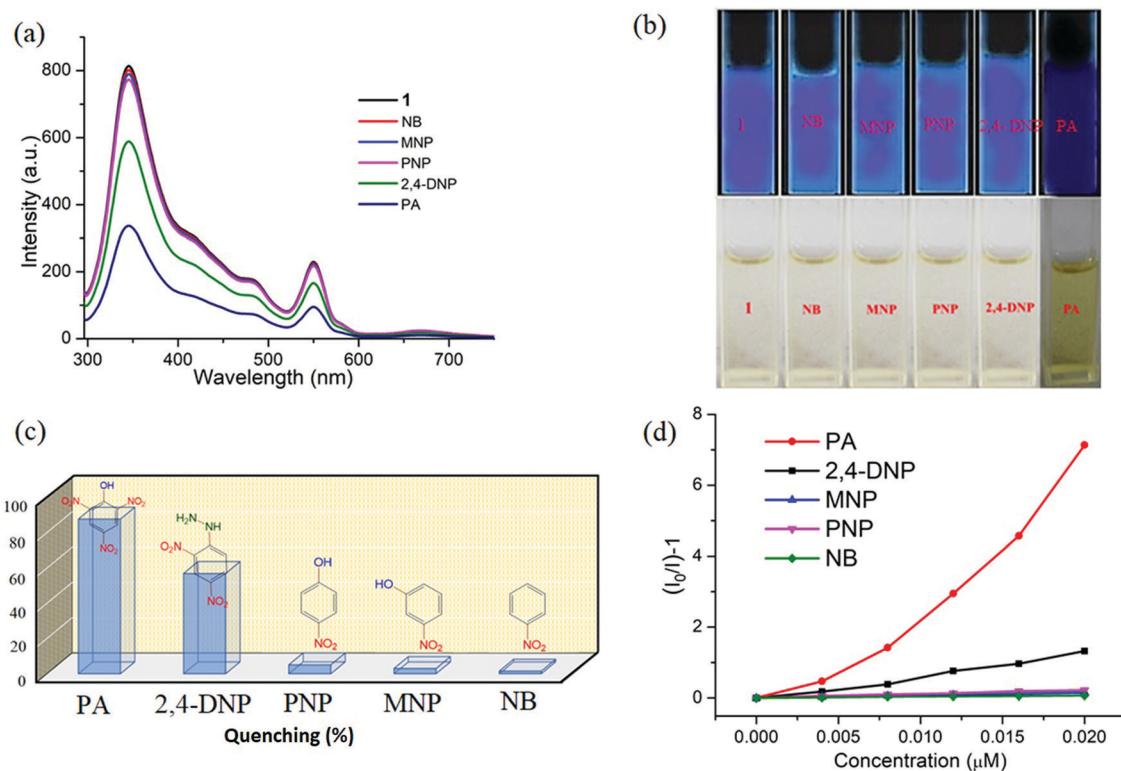 (a)
800
600
400
200
0
Intensity (a.u.)
300 400 500 600 700
Wavelength (nm)
1
NB
MNP
PNP
2,4-DNP
PA
(b)
1 NB MNP PNP 2,4-DNP PA
1 NB MNP PNP 2,4-DNP PA
(c)
100
80
60
40
20
0
OH
O₂N NO₂
NO₂
H₂N
NH
O₂N
NO₂
OH
NO₂
HO
NO₂
NO₂
PA 2,4-DNP PNP MNP NB
Quenching (%)
(d)
8
6
4
2
0
(I₀/I)-1
PA
2,4-DNP
MNP
PNP
NB
0.000 0.005 0.010 0.015 0.020
Concentration (μM)